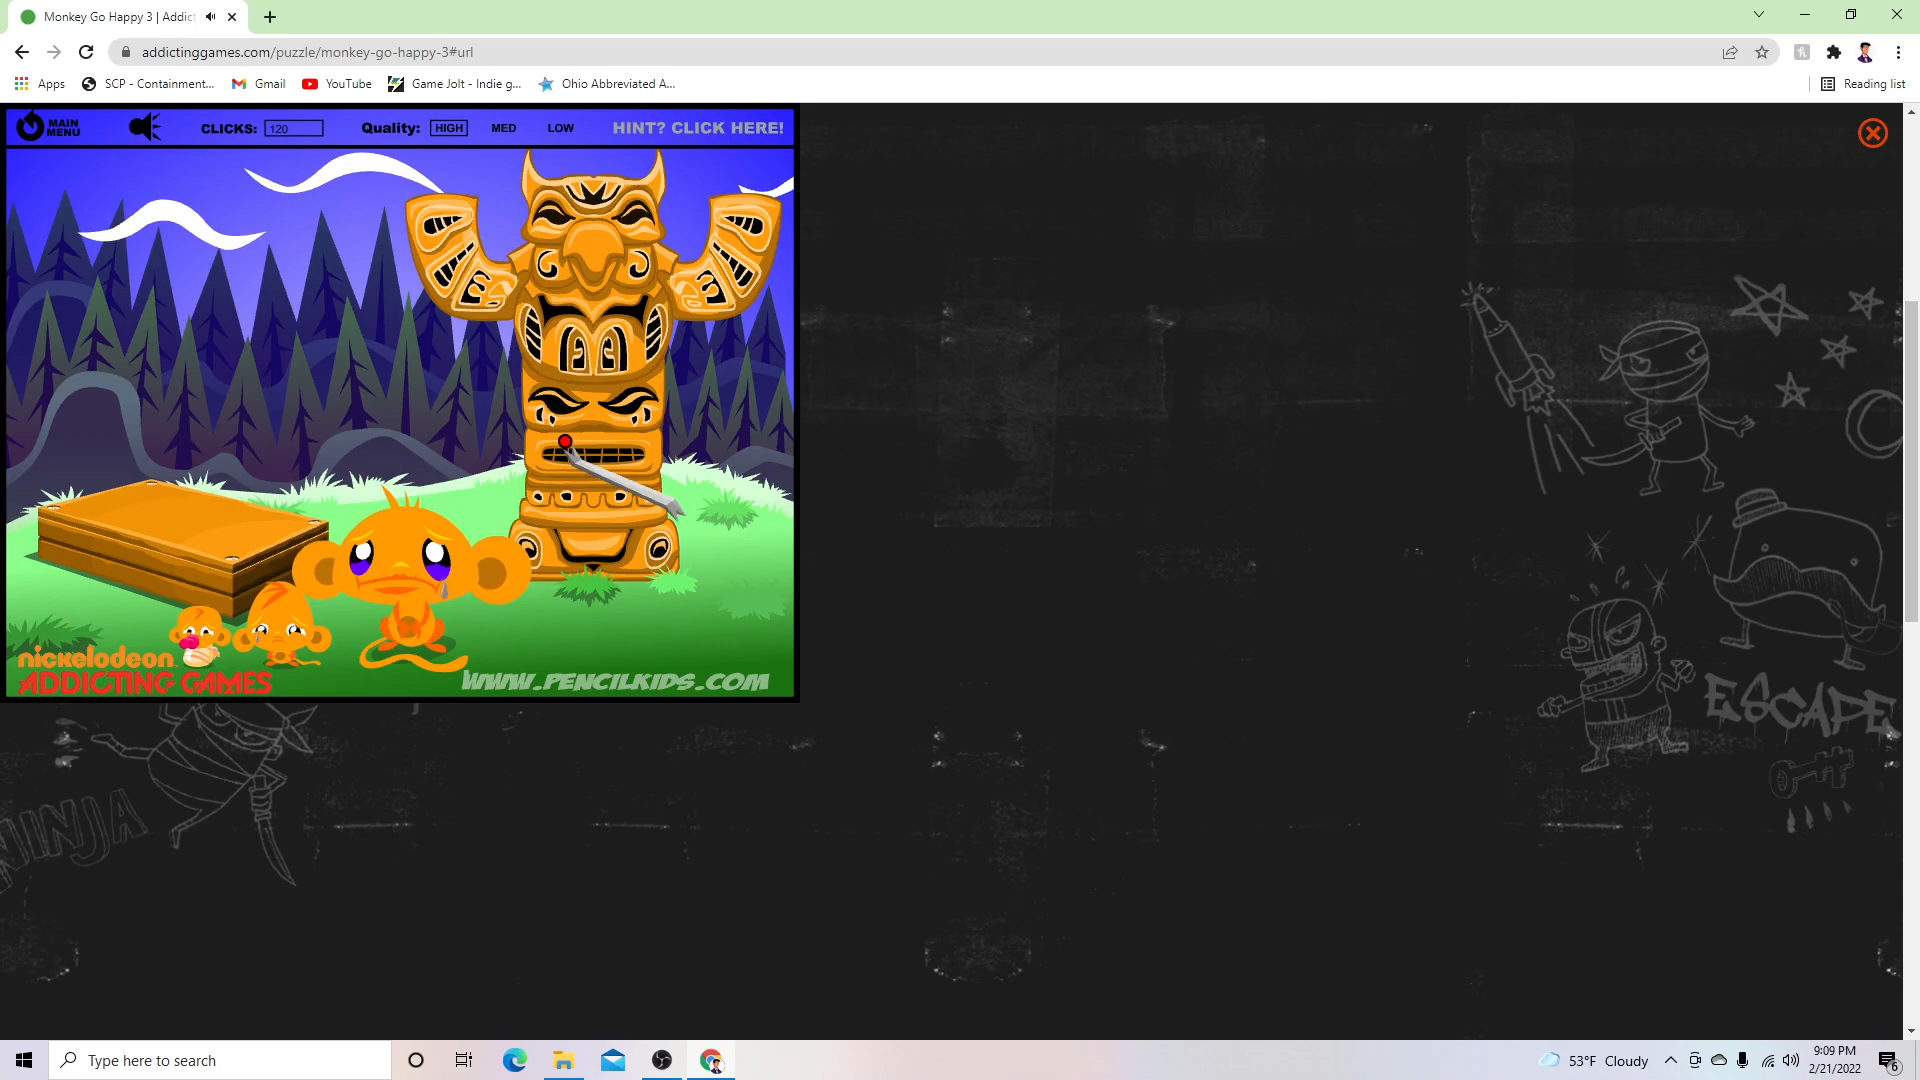 Monkey Go Happy 3 | Addict
addictinggames.com/puzzle/monkey-go-happy-3#url
Apps
SCP - Containment...
Gmail
YouTube
Game Jolt - Indie g...
Ohio Abbreviated A...
Reading list
MAIN
MENU
CLICKS: 120
Quality: HIGH MED LOW
HINT? CLICK HERE!
nickelodeon
ADDICTING GAMES
WWW.PENCILKIDS.COM
ESCAPE
NINJA
Type here to search
53°F Cloudy
9:09 PM
2/21/2022
6